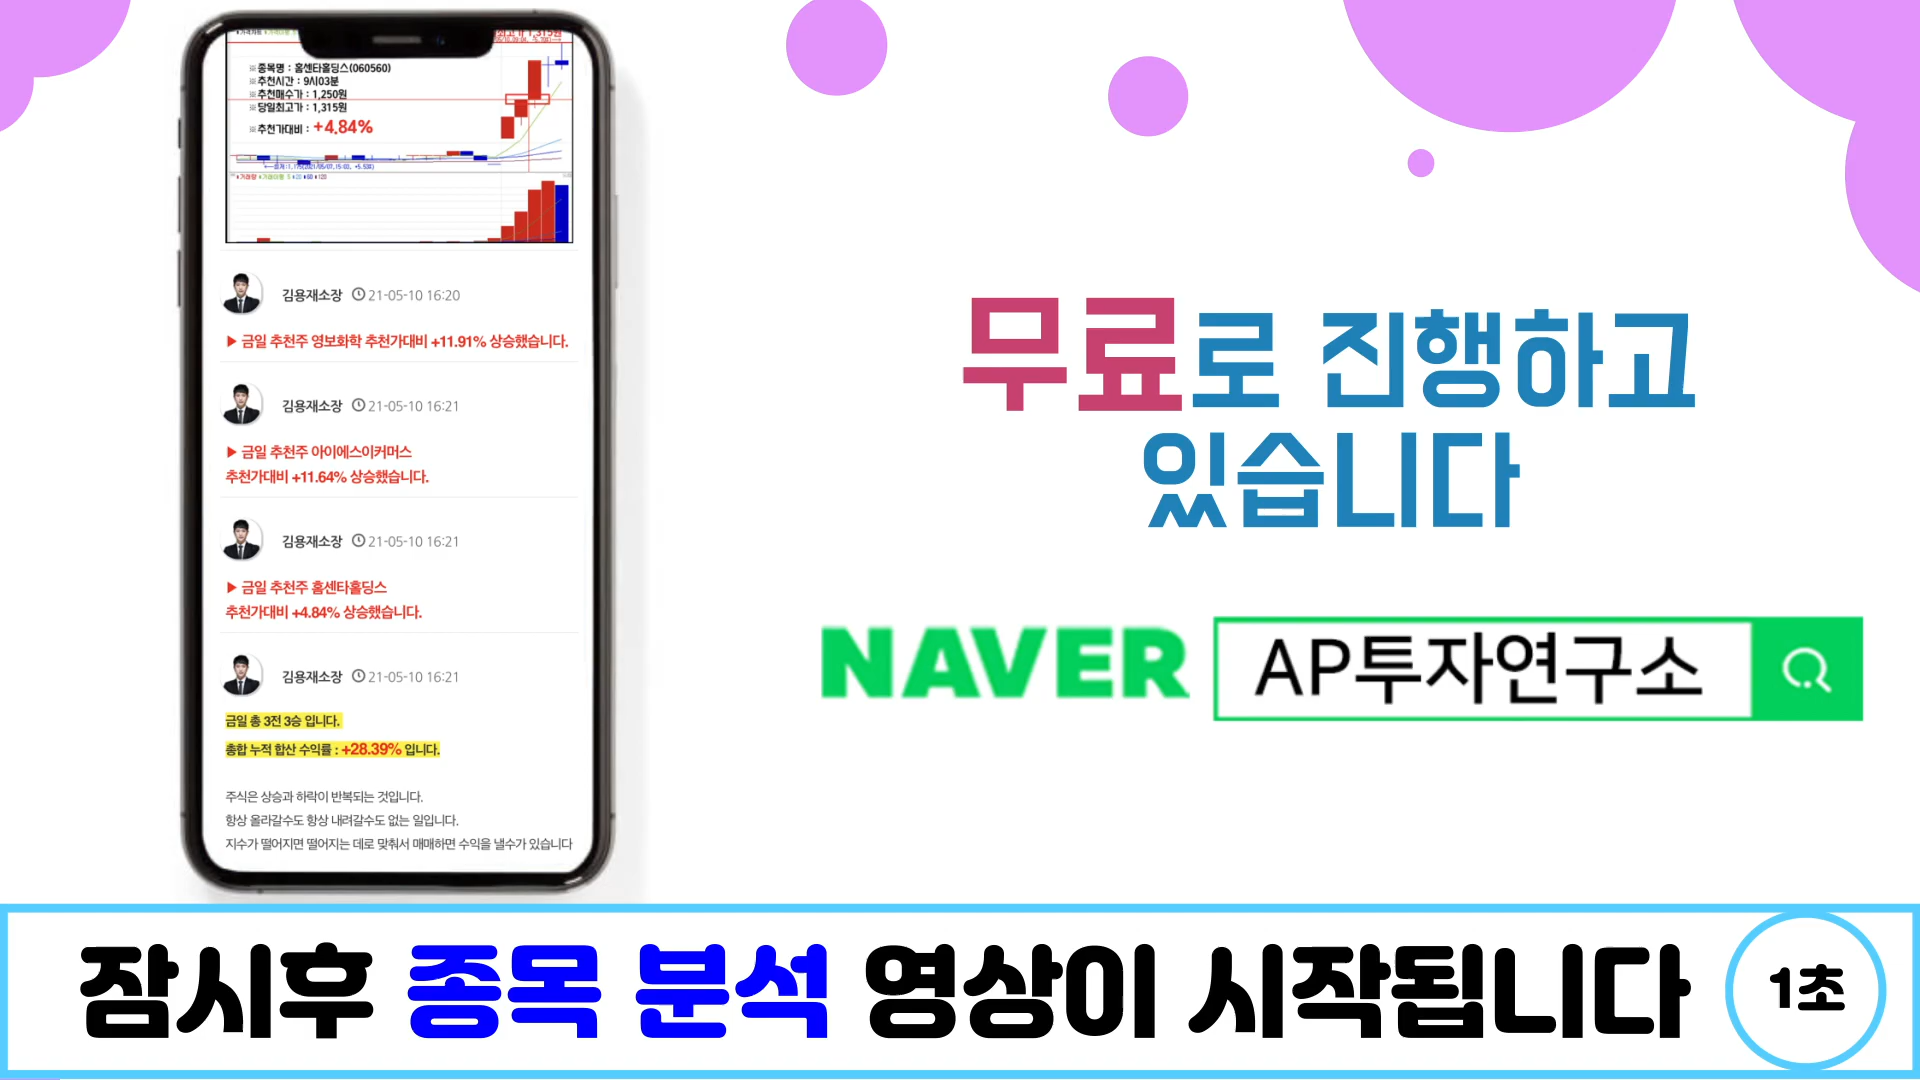 ※종목명 : 홈센타홀딩스(060560)
※추천시간 : 9시03분
※추천매수가 : 1,250원
※당일최고가 : 1,315원
※추천가대비 : +4.84%
김용재소장 21-05-10 16:20
▶ 금일 추천주 영보화학 추천가대비 +11.91% 상승했습니다.
김용재소장 21-05-10 16:21
▶ 금일 추천주 아이에스이커머스
추천가대비 +11.64% 상승했습니다.
김용재소장 21-05-10 16:21
▶ 금일 추천주 홈센타홀딩스
추천가대비 +4.84% 상승했습니다.
김용재소장 21-05-10 16:21
금일 총 3전 3승 입니다.
총합 누적 합산 수익률 : +28.39% 입니다.
주식은 상승과 하락이 반복되는 것입니다.
항상 올라갈수도 항상 내려갈수도 없는 일입니다.
지수가 떨어지면 떨어지는 데로 맞춰서 매매하면 수익을 낼수가 있습니다
무료로 진행하고
있습니다
NAVER AP투자연구소
잠시후 종목 분석 영상이 시작됩니다 1초